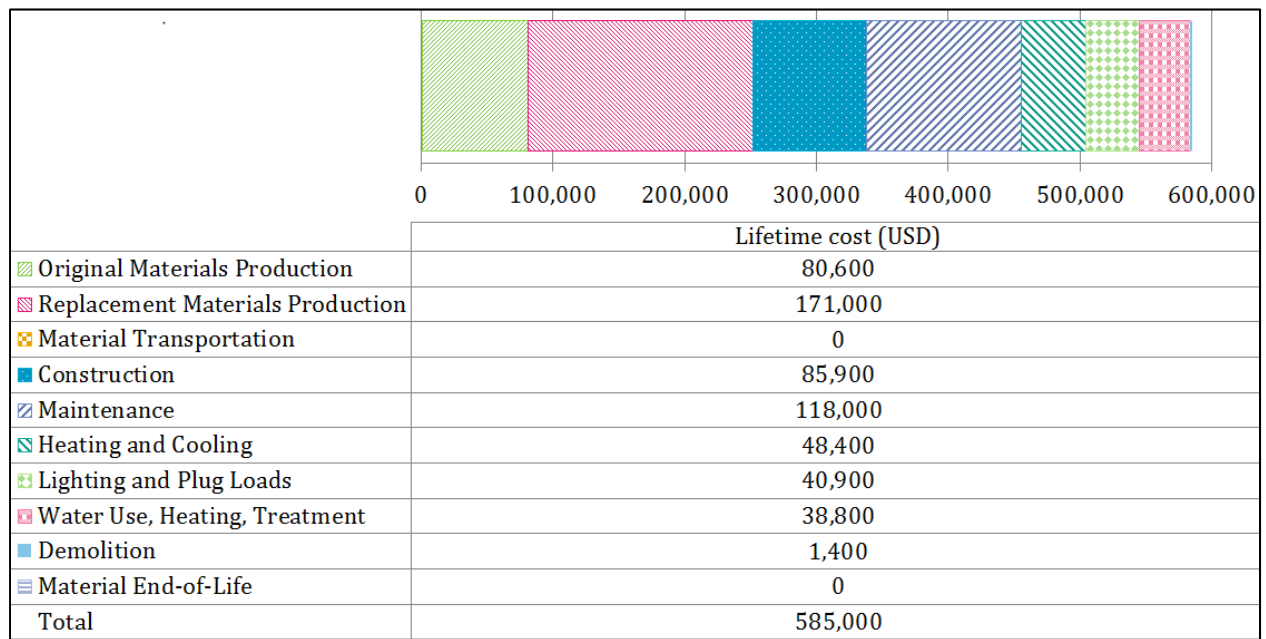 0 100,000 200,000 300,000 400,000 500,000 600,000
Lifetime cost (USD)
Original Materials Production 80,600
Replacement Materials Production 171,000
Material Transportation 0
Construction 85,900
Maintenance 118,000
Heating and Cooling 48,400
Lighting and Plug Loads 40,900
Water Use, Heating, Treatment 38,800
Demolition 1,400
Material End-of-Life 0
Total 585,000